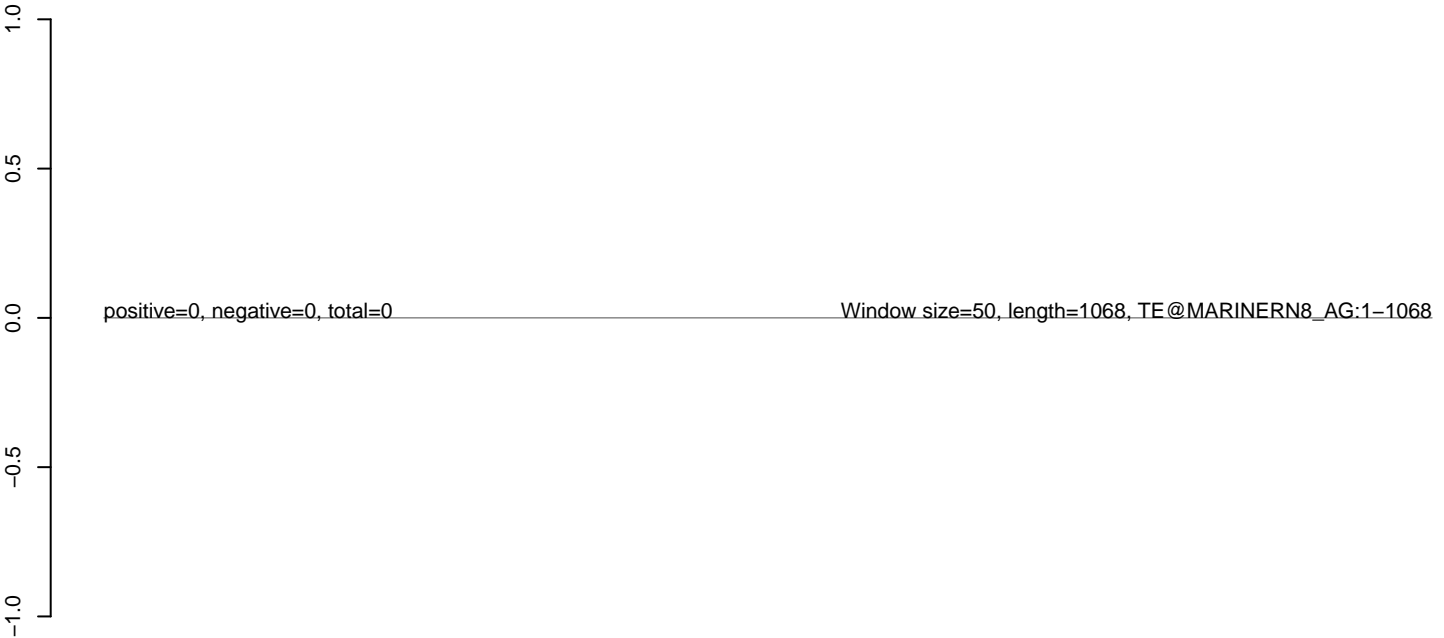 1.0
0.5
0.0
−0.5
−1.0
positive=0, negative=0, total=0
Window size=50, length=1068, TE@MARINERN8_AG:1−1068